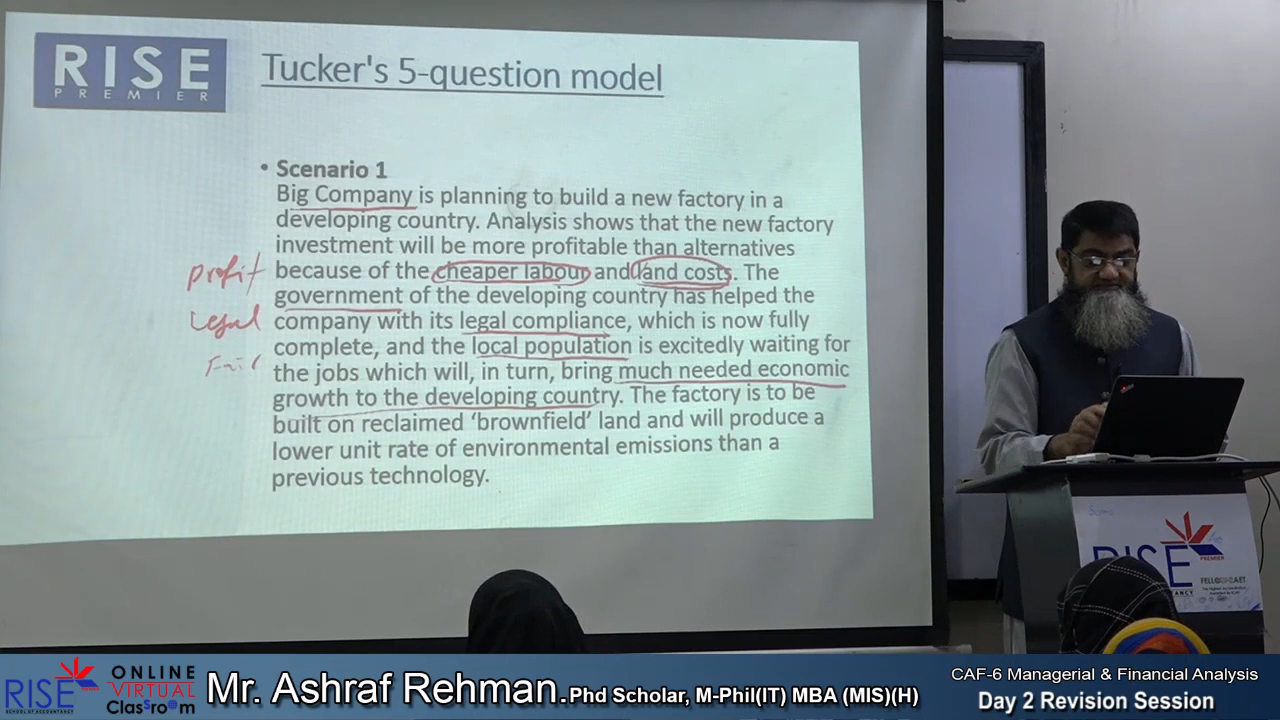 RISE
PREMIER
Tucker's 5-question model
• Scenario 1
Big Company is planning to build a new factory in a
developing country. Analysis shows that the new factory
investment will be more profitable than alternatives
Profit
because of the cheaper labour and land costs. The
government of the developing country has helped the
Legal
company with its legal compliance, which is now fully
complete, and the local population is excitedly waiting for
Fair
the jobs which will, in turn, bring much needed economic
growth to the developing country. The factory is to be
built on reclaimed ‘brownfield’ land and will produce a
lower unit rate of environmental emissions than a
previous technology.
RISE
PREMIER
RISE
SCHOOL OF ACCOUNTANCY
ONLINE
VIRTUAL
ClassrooM
Mr. Ashraf Rehman.Phd Scholar, M-Phil(IT) MBA (MIS)(H)
CAF-6 Managerial & Financial Analysis
Day 2 Revision Session